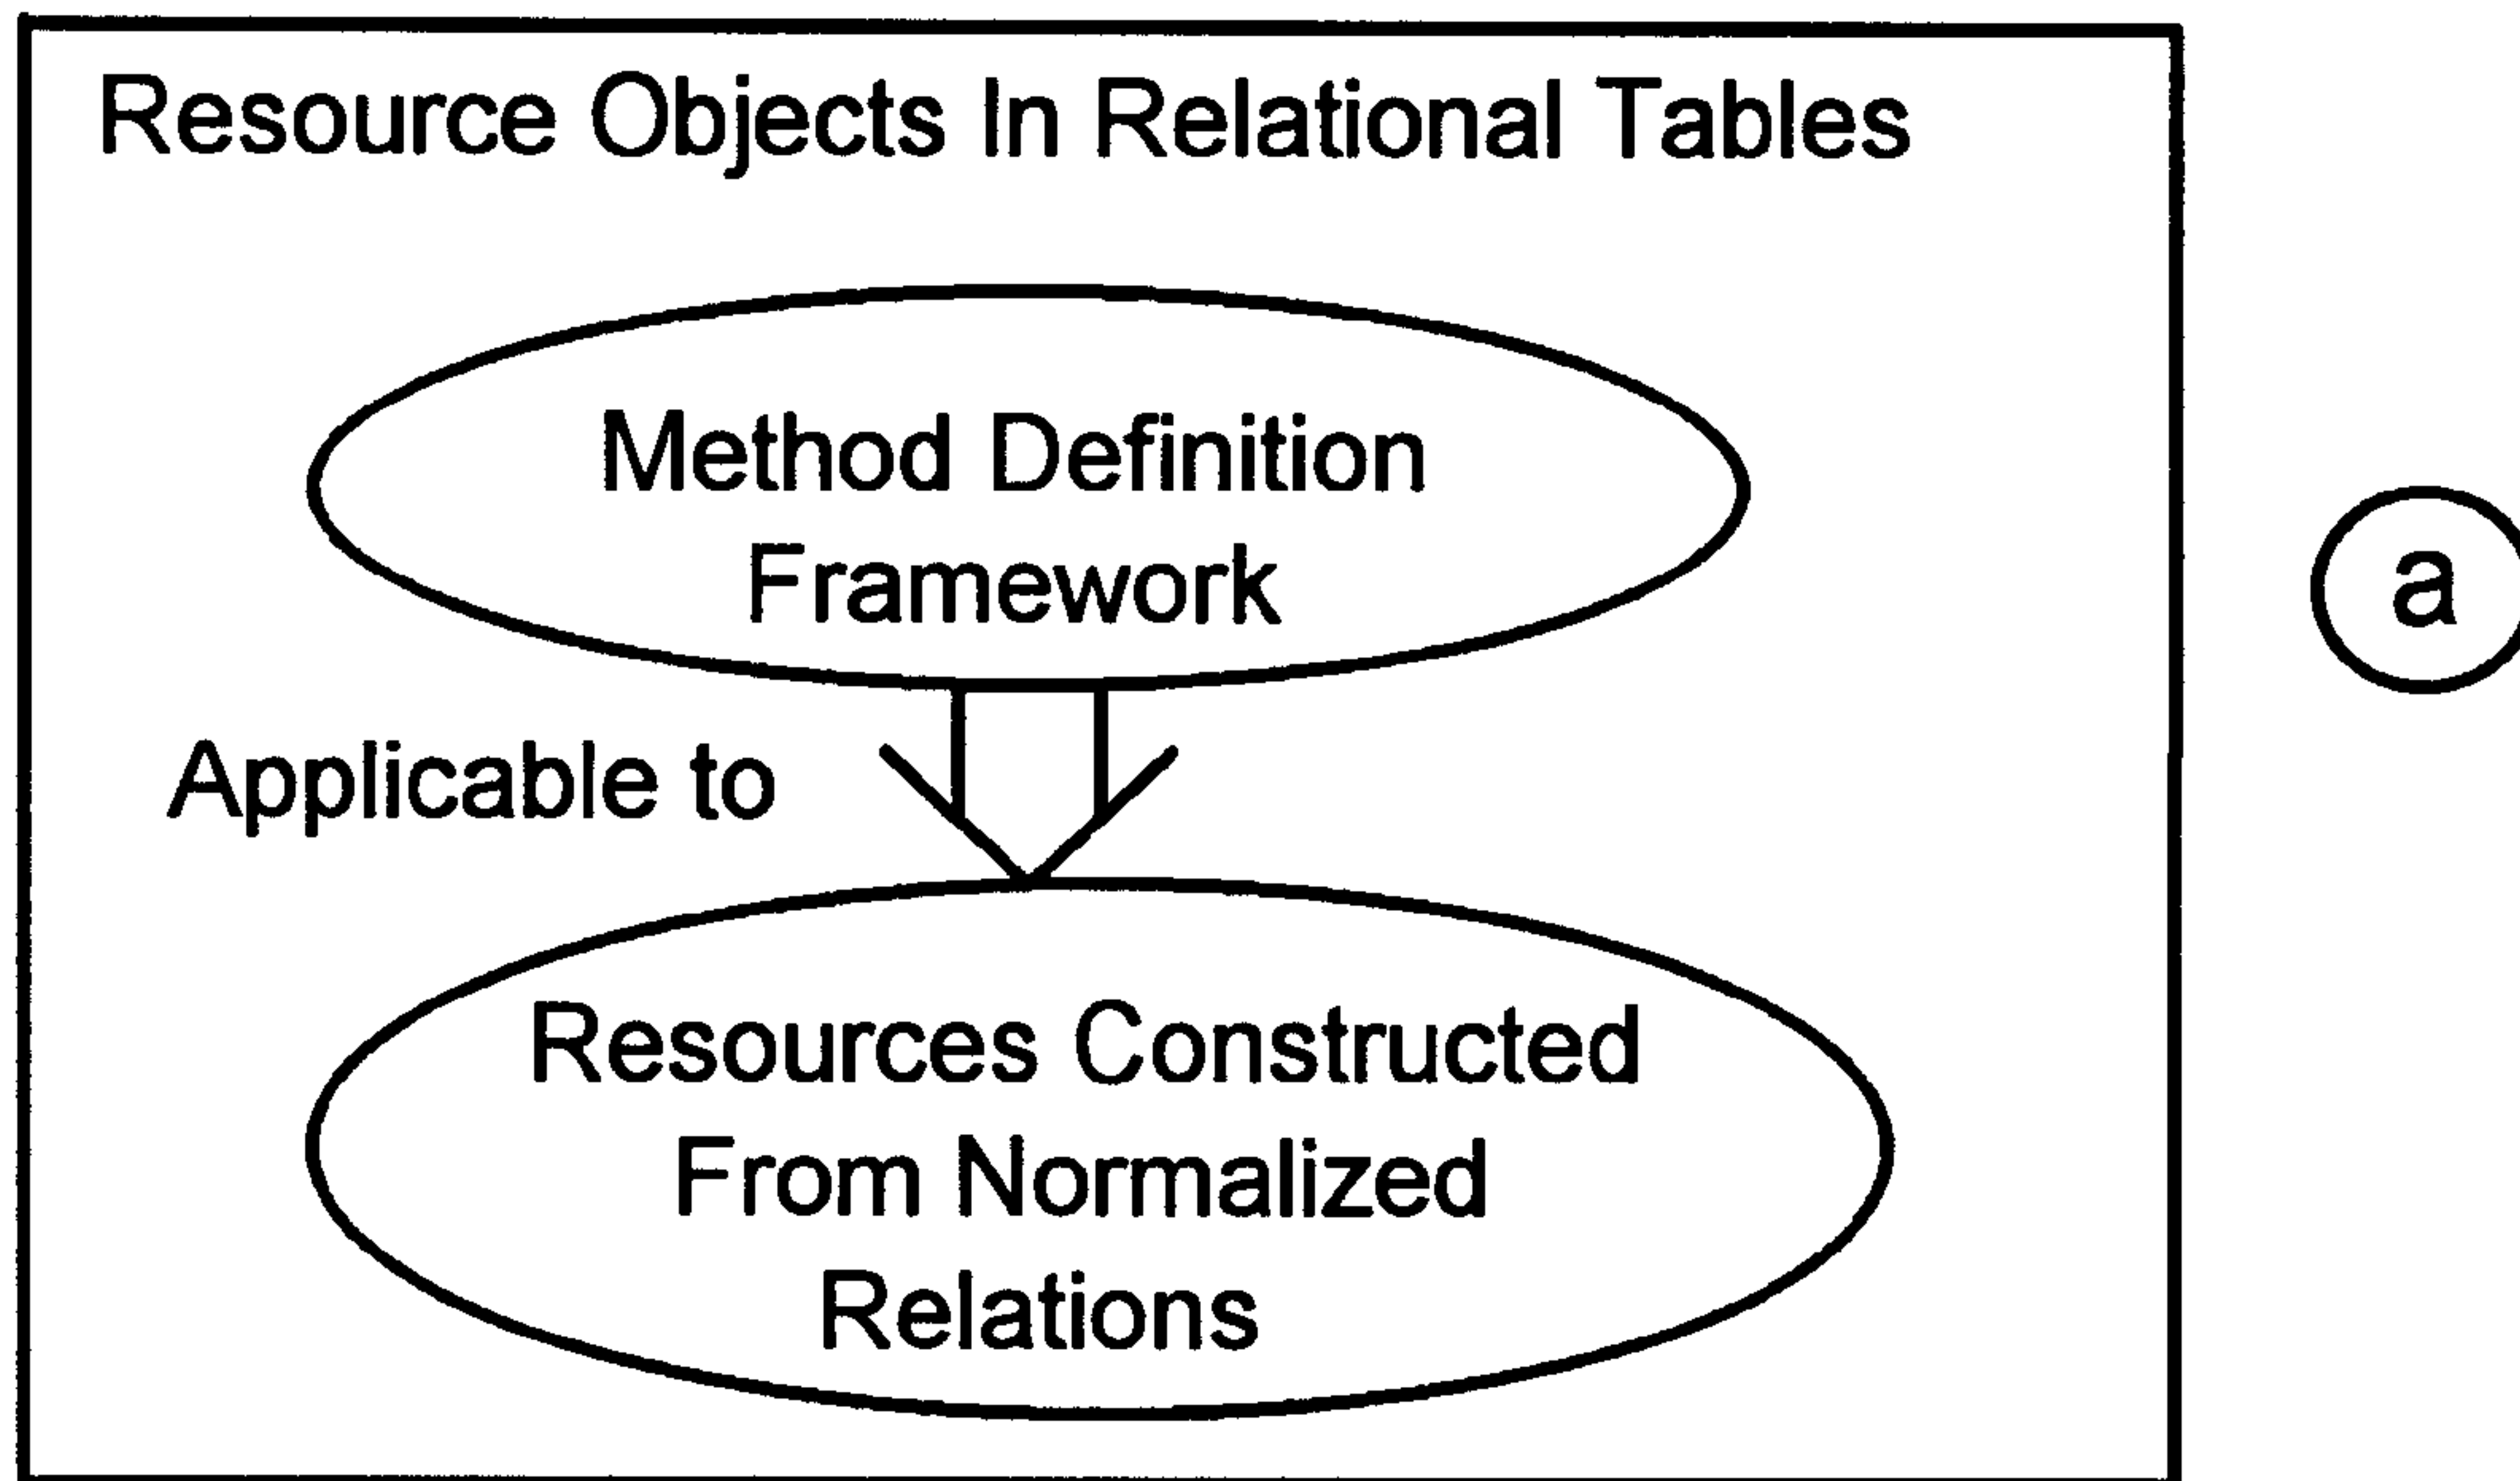 Resource Objects In Relational Tables
Method Definition
Framework
a
Applicable to
Resources Constructed
From Normalized
Relations